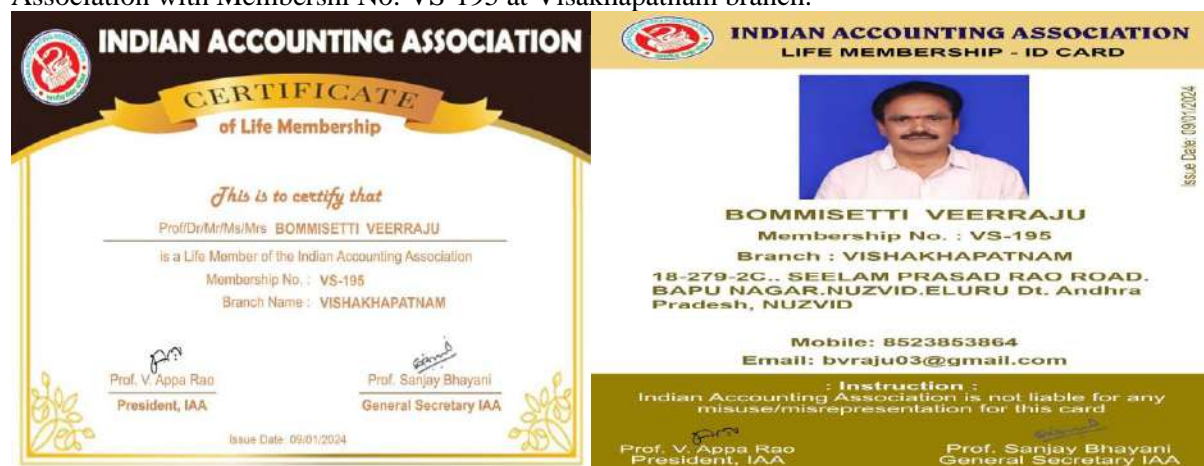 Association with Membershi No. VS-195 at Visakhapatnam branch.
INDIAN ACCOUNTING ASSOCIATION
CERTIFICATE
of Life Membership
This is to certify that
Prof/Dr/Mr/Ms/Mrs BOMMISETTI VEERRAJU
is a Life Member of the Indian Accounting Association
Membership No. : VS-195
Branch Name : VISHAKHAPATNAM
Prof. V. Appa Rao
President, IAA
Prof. Sanjay Bhayani
General Secretary IAA
Issue Date 09/01/2024
INDIAN ACCOUNTING ASSOCIATION
LIFE MEMBERSHIP - ID CARD
Issue Date: 09/01/2024
BOMMISETTI VEERRAJU
Membership No. : VS-195
Branch : VISHAKHAPATNAM
18-279-2C.. SEELAM PRASAD RAO ROAD.
BAPU NAGAR.NUZVID.ELURU Dt. Andhra
Pradesh, NUZVID
Mobile: 8523853864
Email: bvraju03@gmail.com
: Instruction :
Indian Accounting Association is not liable for any
misuse/misrepresentation for this card
Prof. V. Appa Rao
President, IAA
Prof. Sanjay Bhayani
General Secretary IAA